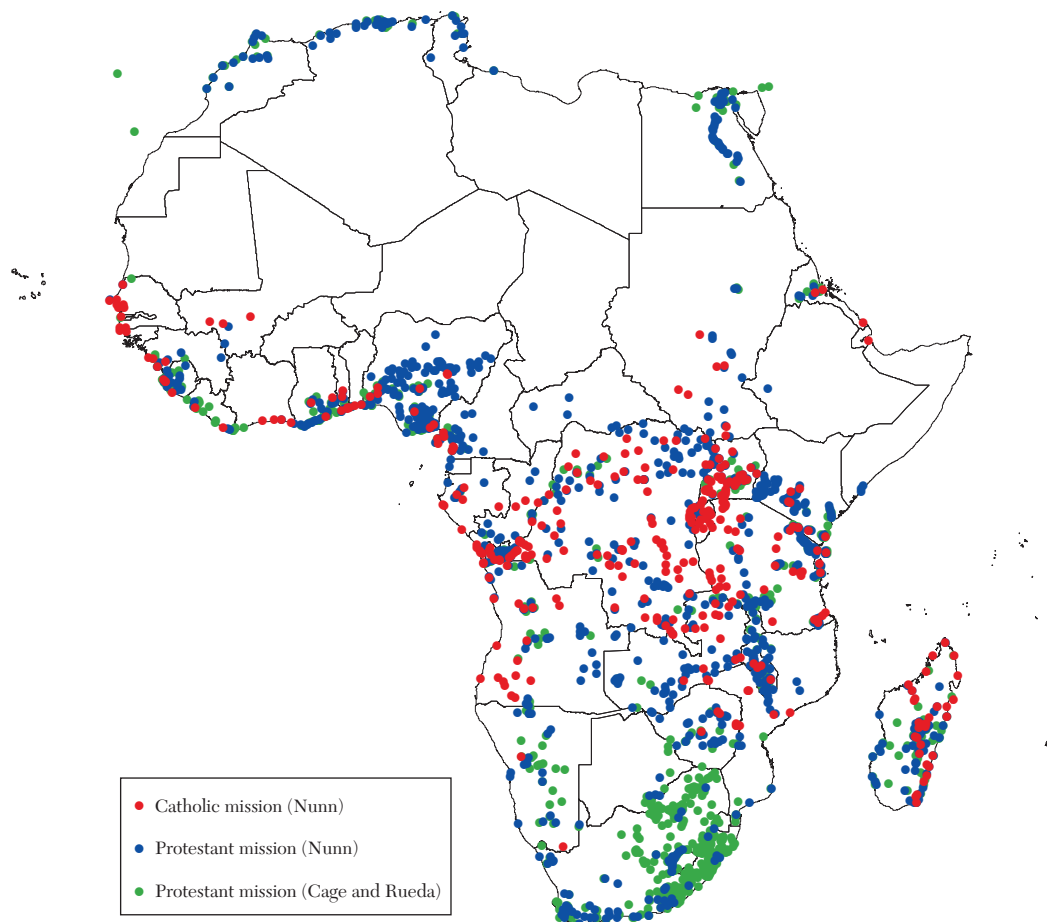 Catholic mission (Nunn)
Protestant mission (Nunn)
Protestant mission (Cage and Rueda)